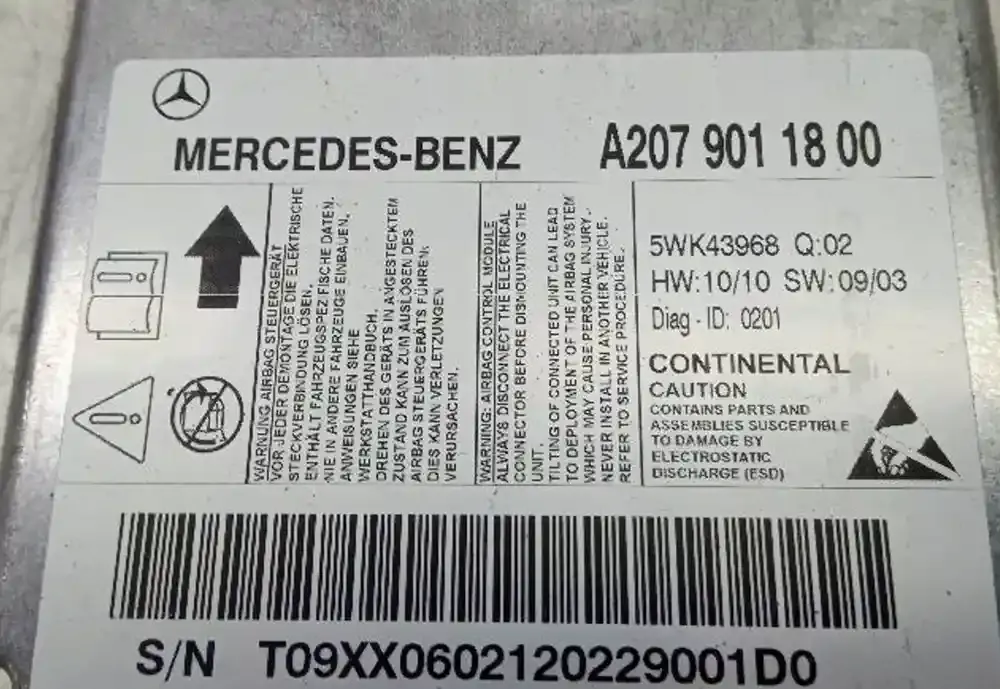 MERCEDES-BENZ
A207 901 18 00
WARNUNG AIRBAG STEUERGERÄT
VOR JEDER DEMONTAGE DIE ELEKTRISCHE
STECKVERBINDUNG LÖSEN.
ENTHÄLT FAHRZEUGSPEZIFISCHE DATEN.
NIE IN ANDERE FAHRZEUGE EINBAUEN.
ANWEISUNGEN SIEHE
WERKSTATTHANDBUCH.
DREHEN DES GERÄTS IN ANGESTECKTEM
ZUSTAND KANN ZUM AUSLÖSEN DES
AIRBAG STEUERGERÄTS FÜHREN.
DIES KANN VERLETZUNGEN
VERURSACHEN.
WARNING: AIRBAG CONTROL MODULE
ALWAYS DISCONNECT THE ELECTRICAL
CONNECTOR BEFORE DISMOUNTING THE
UNIT.
TILTING OF CONNECTED UNIT CAN LEAD
TO DEPLOYMENT OF THE AIRBAG SYSTEM
WHICH MAY CAUSE PERSONAL INJURY.
NEVER INSTALL IN ANOTHER VEHICLE.
REFER TO SERVICE PROCEDURE.
5WK43968 Q:02
HW:10/10 SW:09/03
Diag - ID: 0201
CONTINENTAL
CAUTION
CONTAINS PARTS AND
ASSEMBLIES SUSCEPTIBLE
TO DAMAGE BY
ELECTROSTATIC
DISCHARGE (ESD)
S/N T09XX0602120229001D0